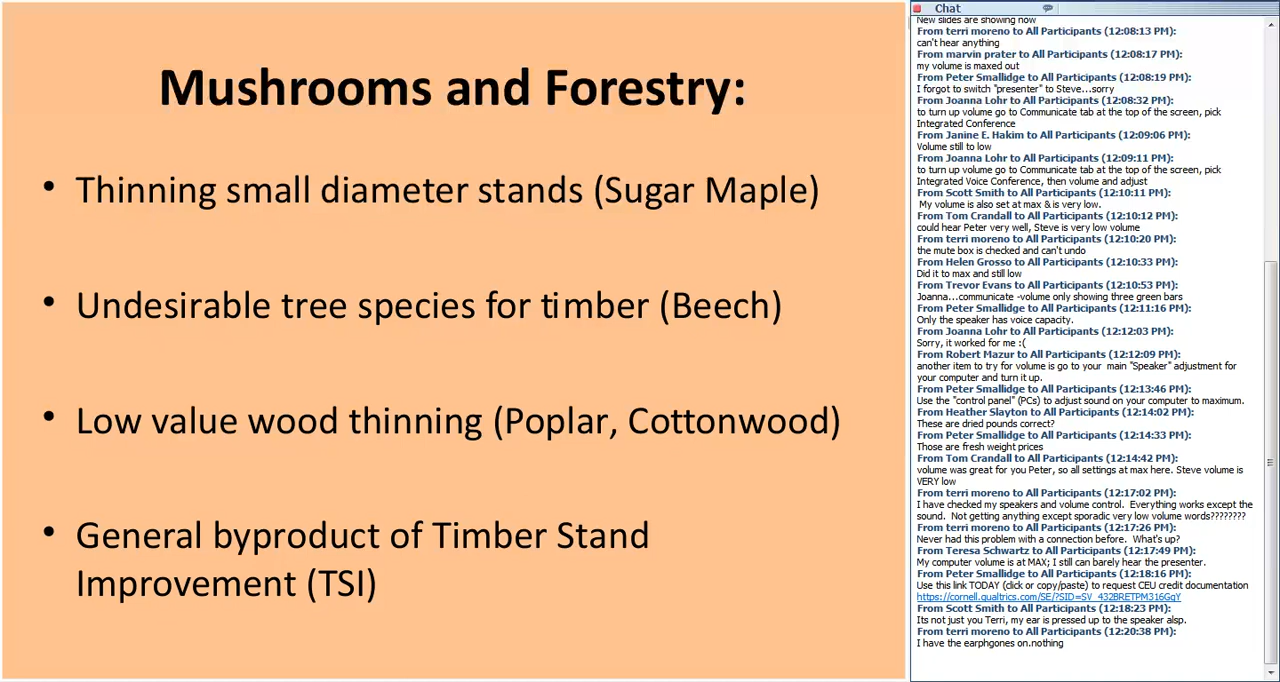 Mushrooms and Forestry:
• Thinning small diameter stands (Sugar Maple)
• Undesirable tree species for timber (Beech)
• Low value wood thinning (Poplar, Cottonwood)
• General byproduct of Timber Stand
Improvement (TSI)
Chat
New slides are showing now
From terri moreno to All Participants (12:08:13 PM):
can't hear anything
From marvin prater to All Participants (12:08:17 PM):
my volume is maxed out
From Peter Smallidge to All Participants (12:08:19 PM):
I forgot to switch "presenter" to Steve...sorry
From Joanna Lohr to All Participants (12:08:32 PM):
to turn up volume go to Communicate tab at the top of the screen, pick
Integrated Conference
From Janine E. Hakim to All Participants (12:09:06 PM):
Volume still to low
From Joanna Lohr to All Participants (12:09:11 PM):
to turn up volume go to Communicate tab at the top of the screen, pick
Integrated Voice Conference, then volume and adjust
From Scott Smith to All Participants (12:10:11 PM):
My volume is also set at max & is very low.
From Tom Crandall to All Participants (12:10:12 PM):
could hear Peter very well, Steve is very low volume
From terri moreno to All Participants (12:10:20 PM):
the mute box is checked and can't undo
From Helen Grosso to All Participants (12:10:33 PM):
Did it to max and still low
From Trevor Evans to All Participants (12:10:53 PM):
Joanna...communicate -volume only showing three green bars
From Peter Smallidge to All Participants (12:11:16 PM):
Only the speaker has voice capacity.
From Joanna Lohr to All Participants (12:12:03 PM):
Sorry, it worked for me :(
From Robert Mazur to All Participants (12:12:09 PM):
another item to try for volume is go to your main "Speaker" adjustment for
your computer and turn it up.
From Peter Smallidge to All Participants (12:13:46 PM):
Use the "control panel" (PCs) to adjust sound on your computer to maximum.
From Heather Slayton to All Participants (12:14:02 PM):
These are dried pounds correct?
From Peter Smallidge to All Participants (12:14:33 PM):
Those are fresh weight prices
From Tom Crandall to All Participants (12:14:42 PM):
volume was great for you Peter, so all settings at max here. Steve volume is
VERY low
From terri moreno to All Participants (12:17:02 PM):
I have checked my speakers and volume control. Everything works except the
sound. Not getting anything except sporadic very low volume words????????
From terri moreno to All Participants (12:17:26 PM):
Never had this problem with a connection before. What's up?
From Teresa Schwartz to All Participants (12:17:49 PM):
My computer volume is at MAX; I still can barely hear the presenter.
From Peter Smallidge to All Participants (12:18:16 PM):
Use this link TODAY (click or copy/paste) to request CEU credit documentation
https://cornell.qualtrics.com/SE/?SID=SV_432BRETPM316GqY
From Scott Smith to All Participants (12:18:23 PM):
Its not just you Terri, my ear is pressed up to the speaker alsp.
From terri moreno to All Participants (12:20:38 PM):
I have the earphgones on.nothing